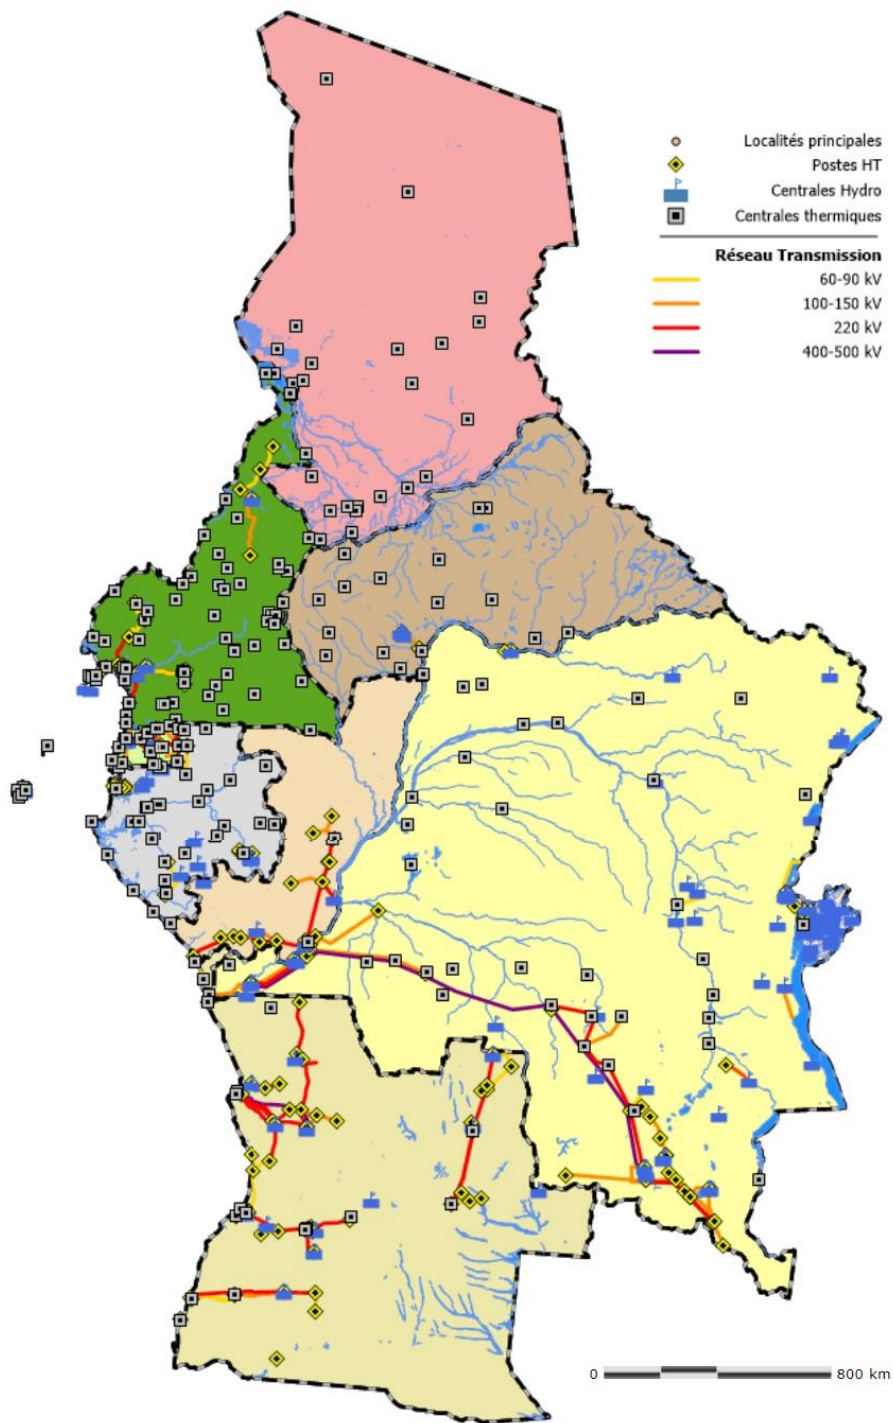 Localités principales
Postes HT
Centrales Hydro
Centrales thermiques
Réseau Transmission
60-90 kV
100-150 kV
220 kV
400-500 kV
0 800 km